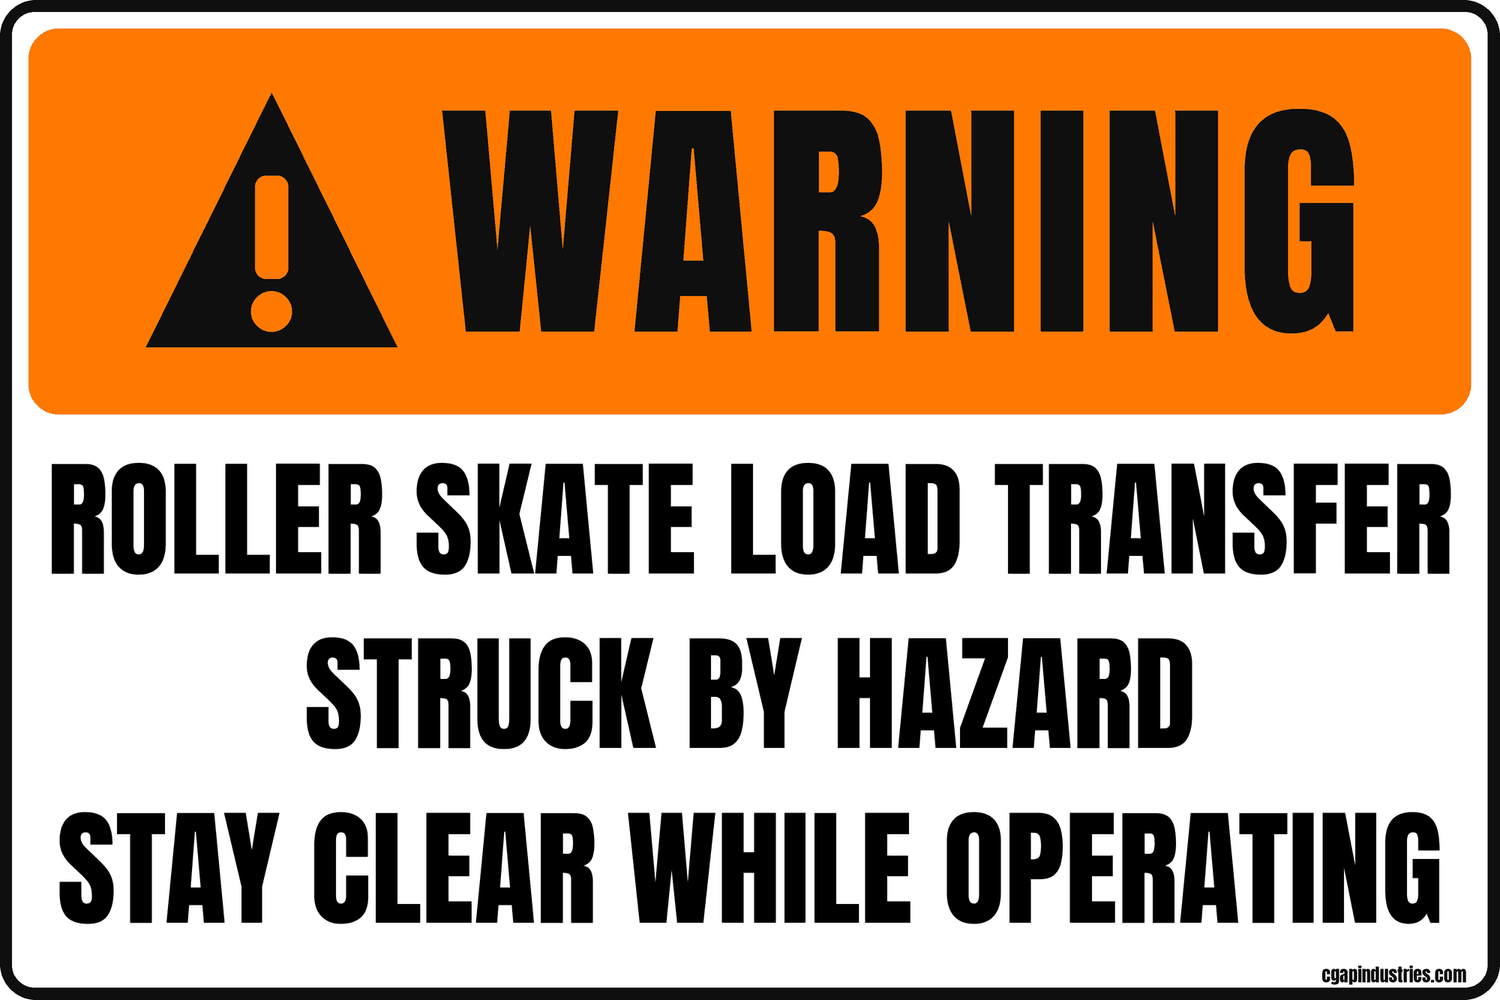 WARNING
ROLLER SKATE LOAD TRANSFER
STRUCK BY HAZARD
STAY CLEAR WHILE OPERATING
cgapindustries.com